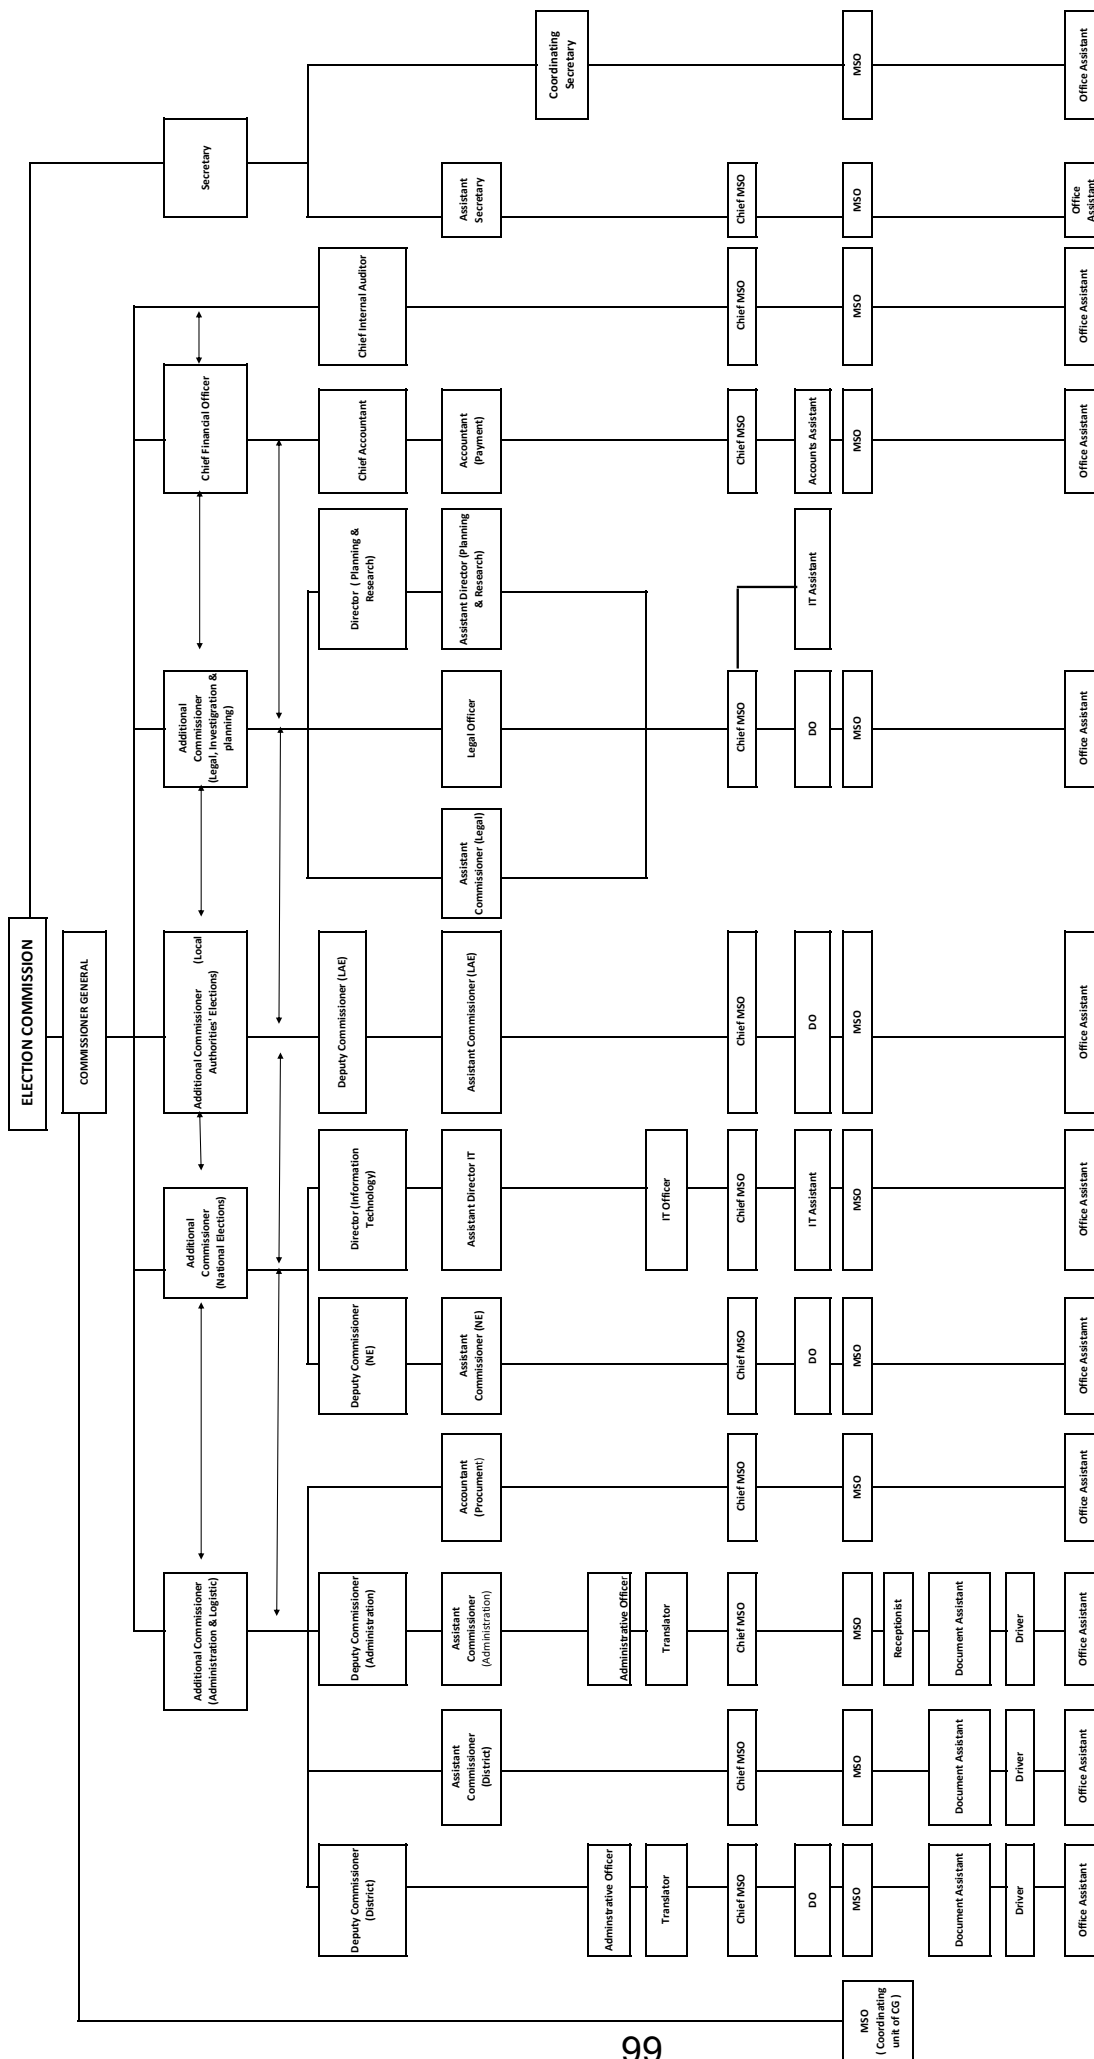 ELECTION COMMISSION
COMMISSIONER GENERAL
Additional Commissioner
(Administration & Logistic)
Additional
Commissioner
(National Elections)
Additional Commissioner (Local
Authorities' Elections)
Additional
Commissioner
(Legal, Investigration &
planning)
Chief Financial Officer
Secretary
Deputy Commissioner
(District)
Deputy Commissioner
(Administration)
Deputy Commissioner
(NE)
Director (Information
Technology)
Deputy Commissioner (LAE)
Director ( Planning &
Research)
Chief Accountant
Chief Internal Auditor
Assistant
Commissioner
(District)
Assistant
Commissioner
(Administration)
Accountant
(Procument)
Assistant
Commissioner (NE)
Assistant Director IT
Assistant Commissioner (LAE)
Assistant
Commissioner (Legal)
Legal Officer
Assistant Director (Planning
& Research)
Accountant
(Payment)
Assistant
Secretary
Coordinating
Secretary
Adminstrative Officer
Administrative Officer
Translator
Translator
IT Officer
Chief MSO
Chief MSO
Chief MSO
Chief MSO
Chief MSO
Chief MSO
Chief MSO
Chief MSO
Chief MSO
Chief MSO
Chief MSO
DO
DO
IT Assistant
DO
DO
IT Assistant
Accounts Assistant
MSO
( Coordinating
unit of CG )
MSO
MSO
MSO
MSO
MSO
MSO
MSO
MSO
MSO
MSO
MSO
MSO
Receptionist
Document Assistant
Document Assistant
Document Assistant
Driver
Driver
Driver
Office Assistant
Office Assistant
Office Assistant
Office Assistant
Office Assistamt
Office Assistant
Office Assistant
Office Assistant
Office Assistant
Office Assistant
Office
Assistant
Office Assistant
99